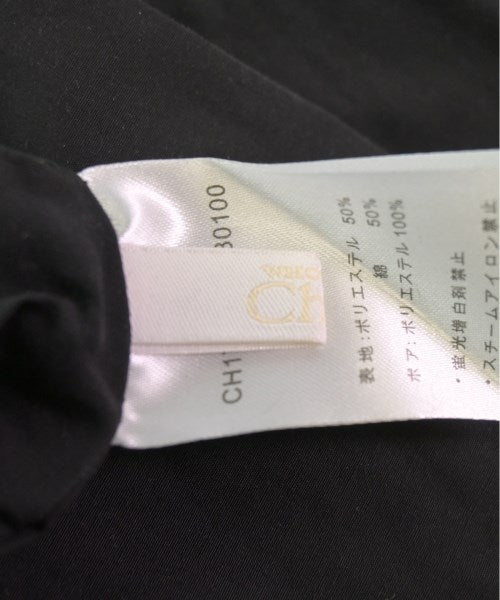 CH1
30100
表地:ポリエステル 50%
綿 50%
ボア:ポリエステル 100%
・蛍光増白剤禁止
・スチームアイロン禁止